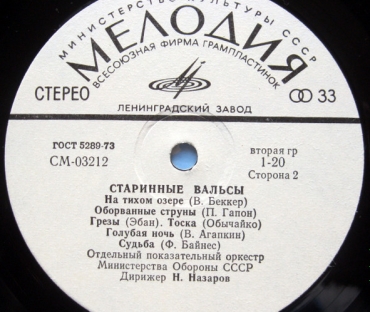 МИНИСТЕРСТВО КУЛЬТУРЫ СССР
МЕЛОДИЯ
ВСЕСОЮЗНАЯ ФИРМА ГРАМПЛАСТИНОК
СТЕРЕО
33
ЛЕНИНГРАДСКИЙ ЗАВОД
ГОСТ 5289-73
СМ-03212
вторая гр
1-20
Сторона 2
СТАРИННЫЕ ВАЛЬСЫ
На тихом озере (В. Беккер)
Оборванные струны (П. Гапон)
Грезы (Эбан). Тоска (Обычайко)
Голубая ночь (В. Агапкин)
Судьба (Ф. Байнес)
Отдельный показательный оркестр
Министерства Обороны СССР
Дирижер Н. Назаров